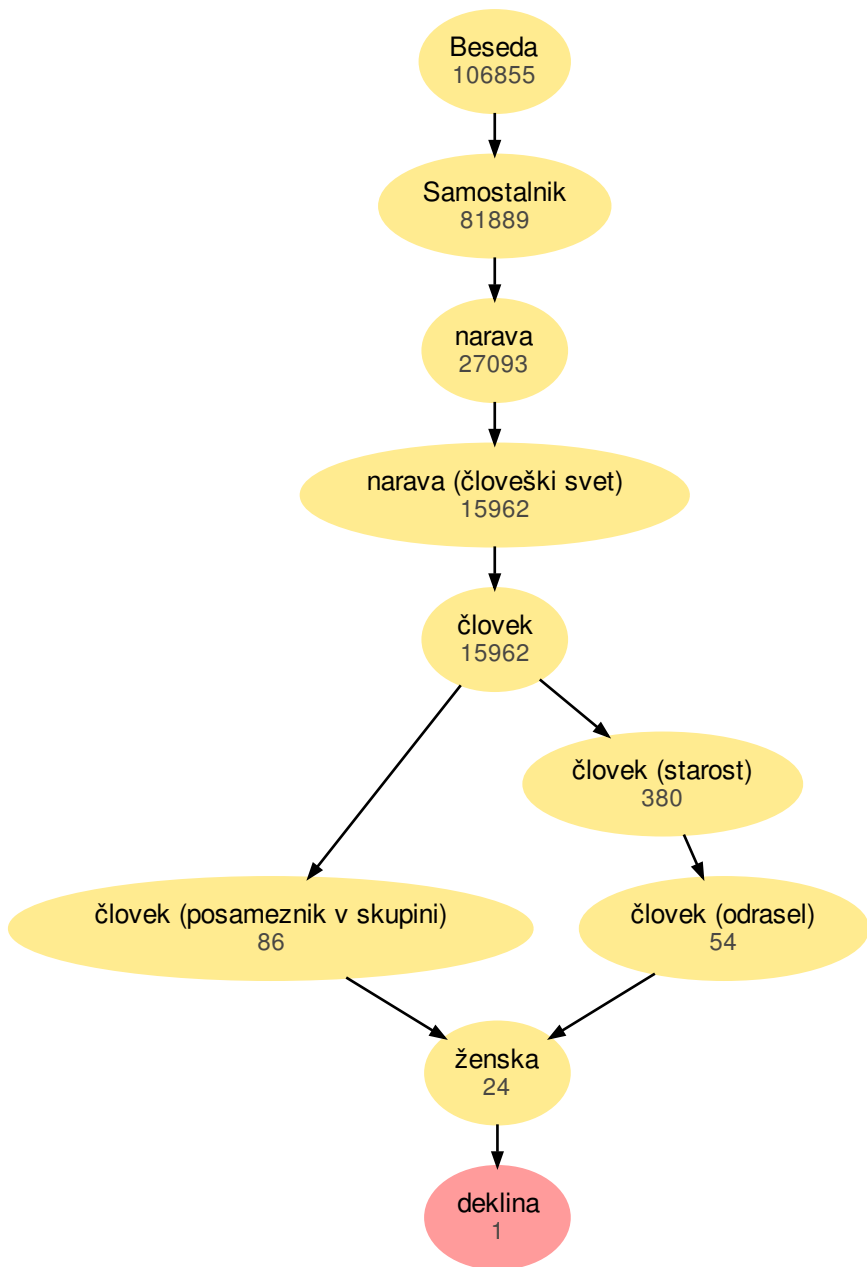 Beseda
106855
Samostalnik
81889
narava
27093
narava (človeški svet)
15962
človek
15962
človek (starost)
380
človek (posameznik v skupini)
86
človek (odrasel)
54
ženska
24
deklina
1